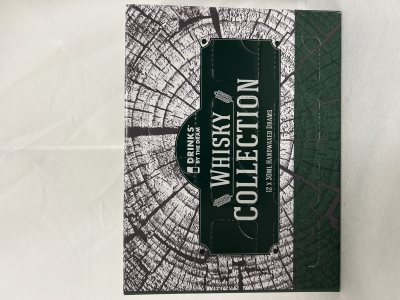 DRINKS
BY THE DRAM
WHISKY
COLLECTION
12 X 30ML HANDWAXED DRAMS